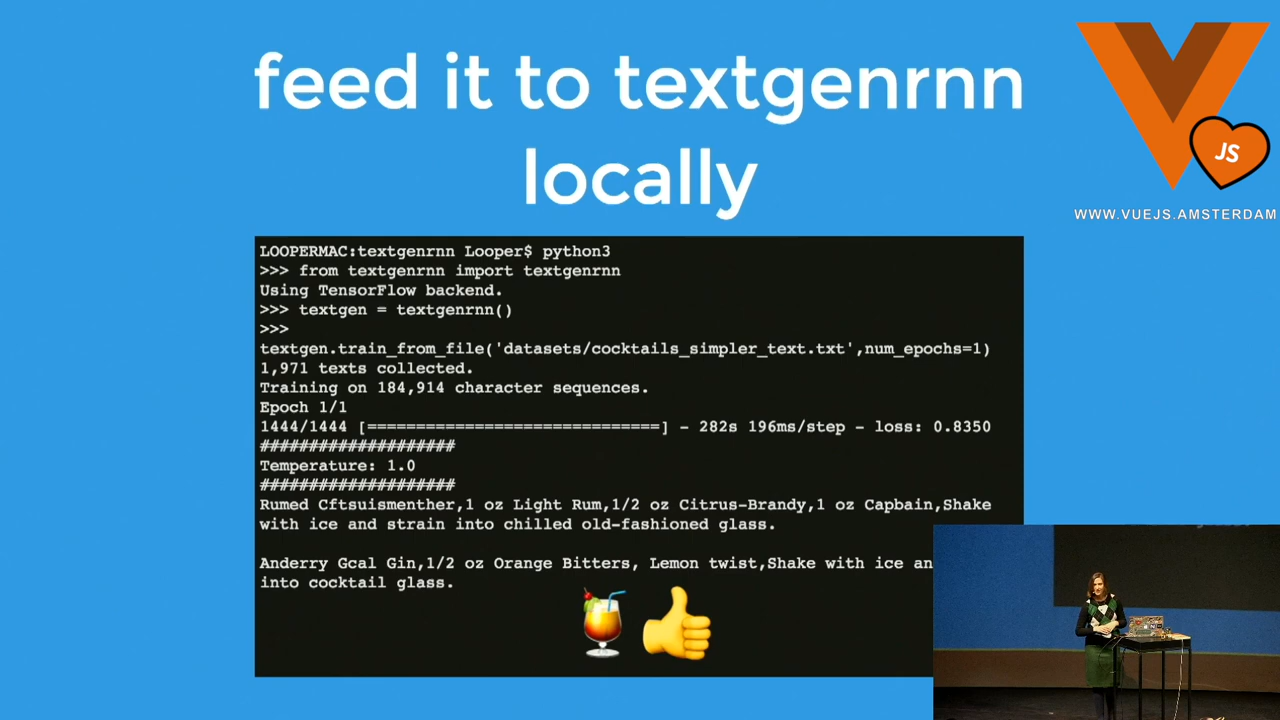 feed it to textgenrnn
locally
JS
WWW.VUEJS.AMSTERDAM
LOOPERMAC:textgenrnn Looper$ python3
>>> from textgenrnn import textgenrnn
Using TensorFlow backend.
>>> textgen = textgenrnn()
>>>
textgen.train_from_file('datasets/cocktails_simpler_text.txt',num_epochs=1)
1,971 texts collected.
Training on 184,914 character sequences.
Epoch 1/1
1444/1444 [==============================] - 282s 196ms/step - loss: 0.8350
####################
Temperature: 1.0
####################
Rumed Cftsuismenther,1 oz Light Rum,1/2 oz Citrus-Brandy,1 oz Capbain,Shake
with ice and strain into chilled old-fashioned glass.
Anderry Gcal Gin,1/2 oz Orange Bitters, Lemon twist,Shake with ice an
into cocktail glass.